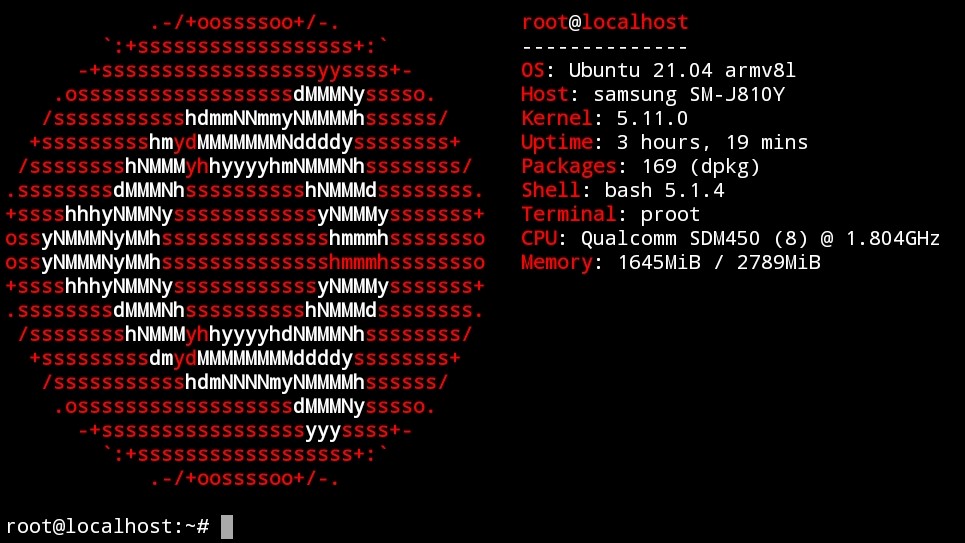 .-/+oossssoo+/-.
`:+ssssssssssssssssss+:`
-+ssssssssssssssssssyyssss+-
.ossssssssssssssssssdMMMNysssso.
/ssssssssssshdmmNNmmyNMMMMhssssss/
+ssssssssshmydMMMMMMMNddddyssssssss+
/sssssssshNMMMyhhyyyyhmNMMMNhssssssss/
.ssssssssdMMMNhsssssssssshNMMMdssssssss.
+sssshhhyNMMNyssssssssssssyNMMMysssssss+
ossyNMMMNyMMhsssssssssssssshmmmhssssssso
ossyNMMMNyMMhsssssssssssssshmmmhssssssso
+sssshhhyNMMNyssssssssssssyNMMMysssssss+
.ssssssssdMMMNhsssssssssshNMMMdssssssss.
/sssssssshNMMMyhhyyyyhdNMMMNhssssssss/
+sssssssssdmydMMMMMMMMddddyssssssss+
/ssssssssssshdmNNNNmyNMMMMhssssss/
.ossssssssssssssssssdMMMNysssso.
-+sssssssssssssssssyyyssss+-
`:+ssssssssssssssssss+:`
.-/+oossssoo+/-.
root@localhost
--------------
OS: Ubuntu 21.04 armv8l
Host: samsung SM-J810Y
Kernel: 5.11.0
Uptime: 3 hours, 19 mins
Packages: 169 (dpkg)
Shell: bash 5.1.4
Terminal: proot
CPU: Qualcomm SDM450 (8) @ 1.804GHz
Memory: 1645MiB / 2789MiB
root@localhost:~#